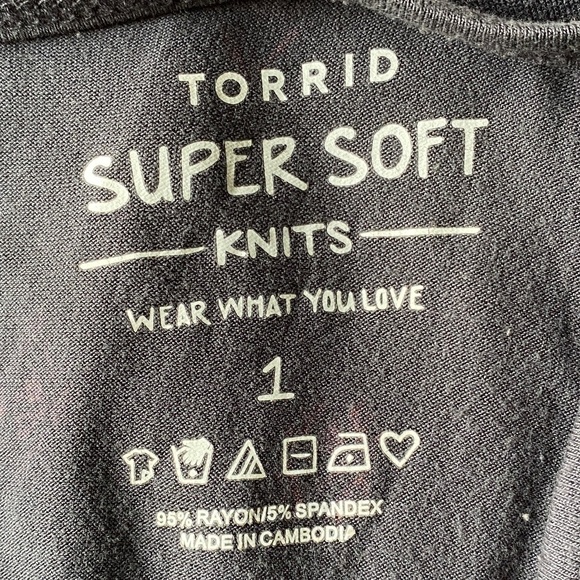 TORRID
SUPER SOFT
KNITS
WEAR WHAT YOU LOVE
1
95% RAYON/5% SPANDEX
MADE IN CAMBODIA